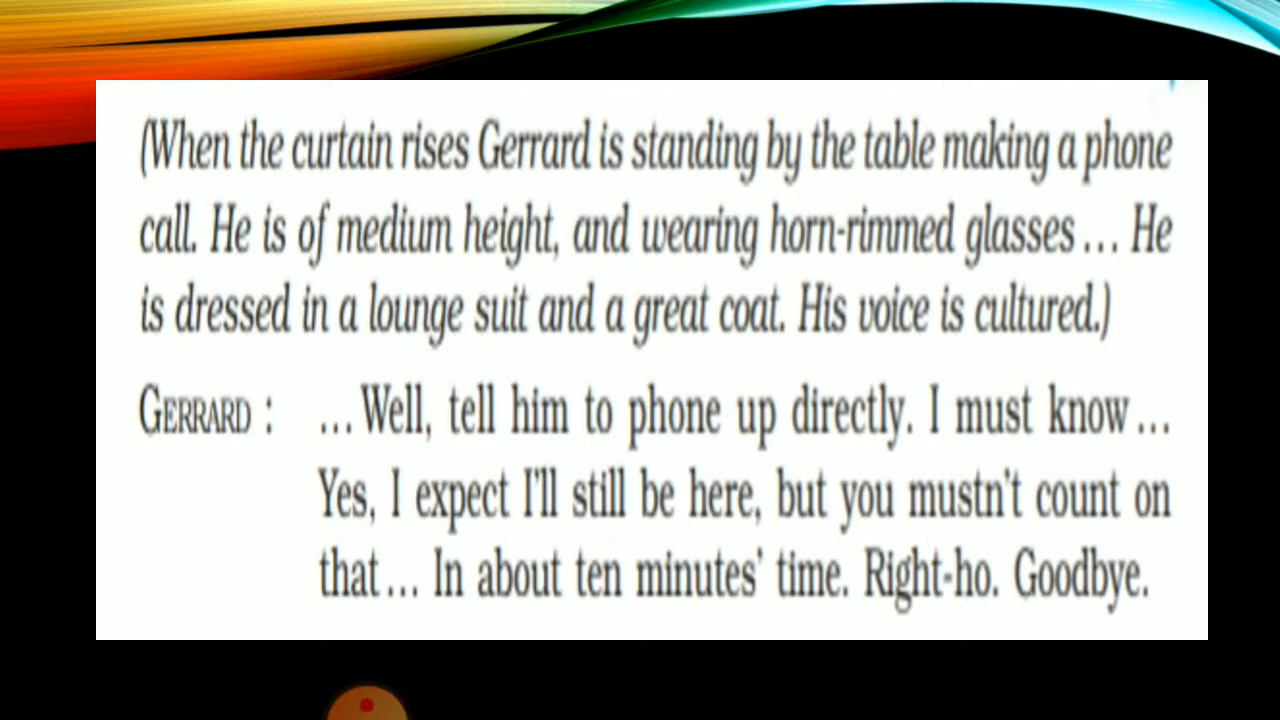 (When the curtain rises Gerrard is standing by the table making a phone
call. He is of medium height, and wearing horn-rimmed glasses ... He
is dressed in a lounge suit and a great coat. His voice is cultured.)
GERRARD : ...Well, tell him to phone up directly. I must know...
Yes, I expect I'll still be here, but you mustn't count on
that... In about ten minutes' time. Right-ho. Goodbye.